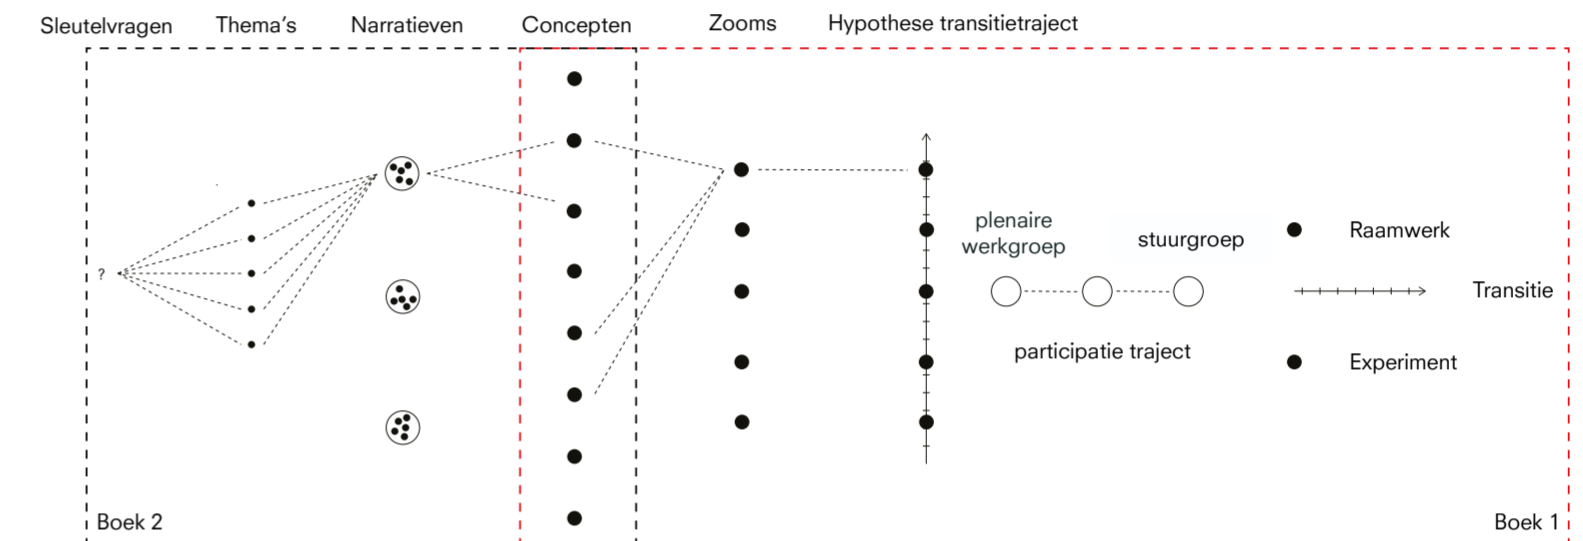 Sleutelvragen
Thema's
Narratieven
Concepten
Zooms
Hypothese transitietraject
?
plenaire
werkgroep
stuurgroep
participatie traject
Raamwerk
Transitie
Experiment
Boek 2
Boek 1